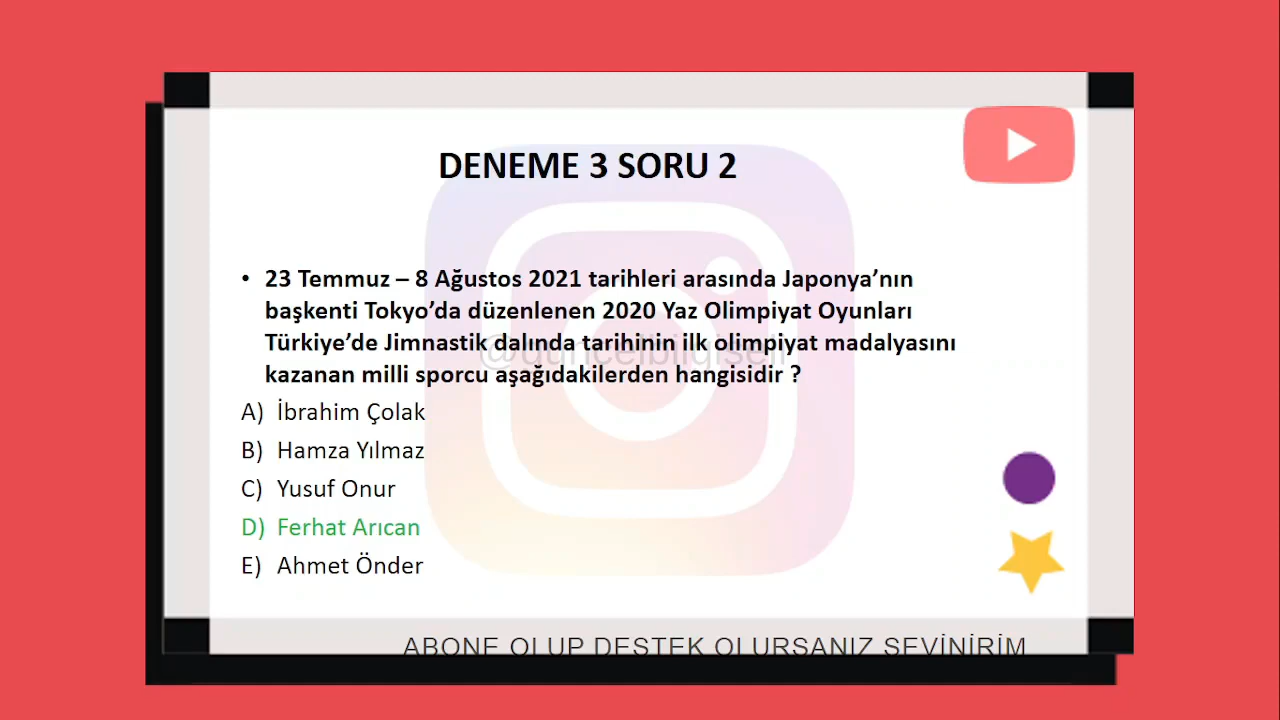 DENEME 3 SORU 2
• 23 Temmuz – 8 Ağustos 2021 tarihleri arasında Japonya’nın
başkenti Tokyo’da düzenlenen 2020 Yaz Olimpiyat Oyunları
Türkiye’de Jimnastik dalında tarihinin ilk olimpiyat madalyasını
kazanan milli sporcu aşağıdakilerden hangisidir ?
@guncelbilgiseli
A) İbrahim Çolak
B) Hamza Yılmaz
C) Yusuf Onur
D) Ferhat Arıcan
E) Ahmet Önder
ABONE OLUP DESTEK OLURSANIZ SEVİNİRİM